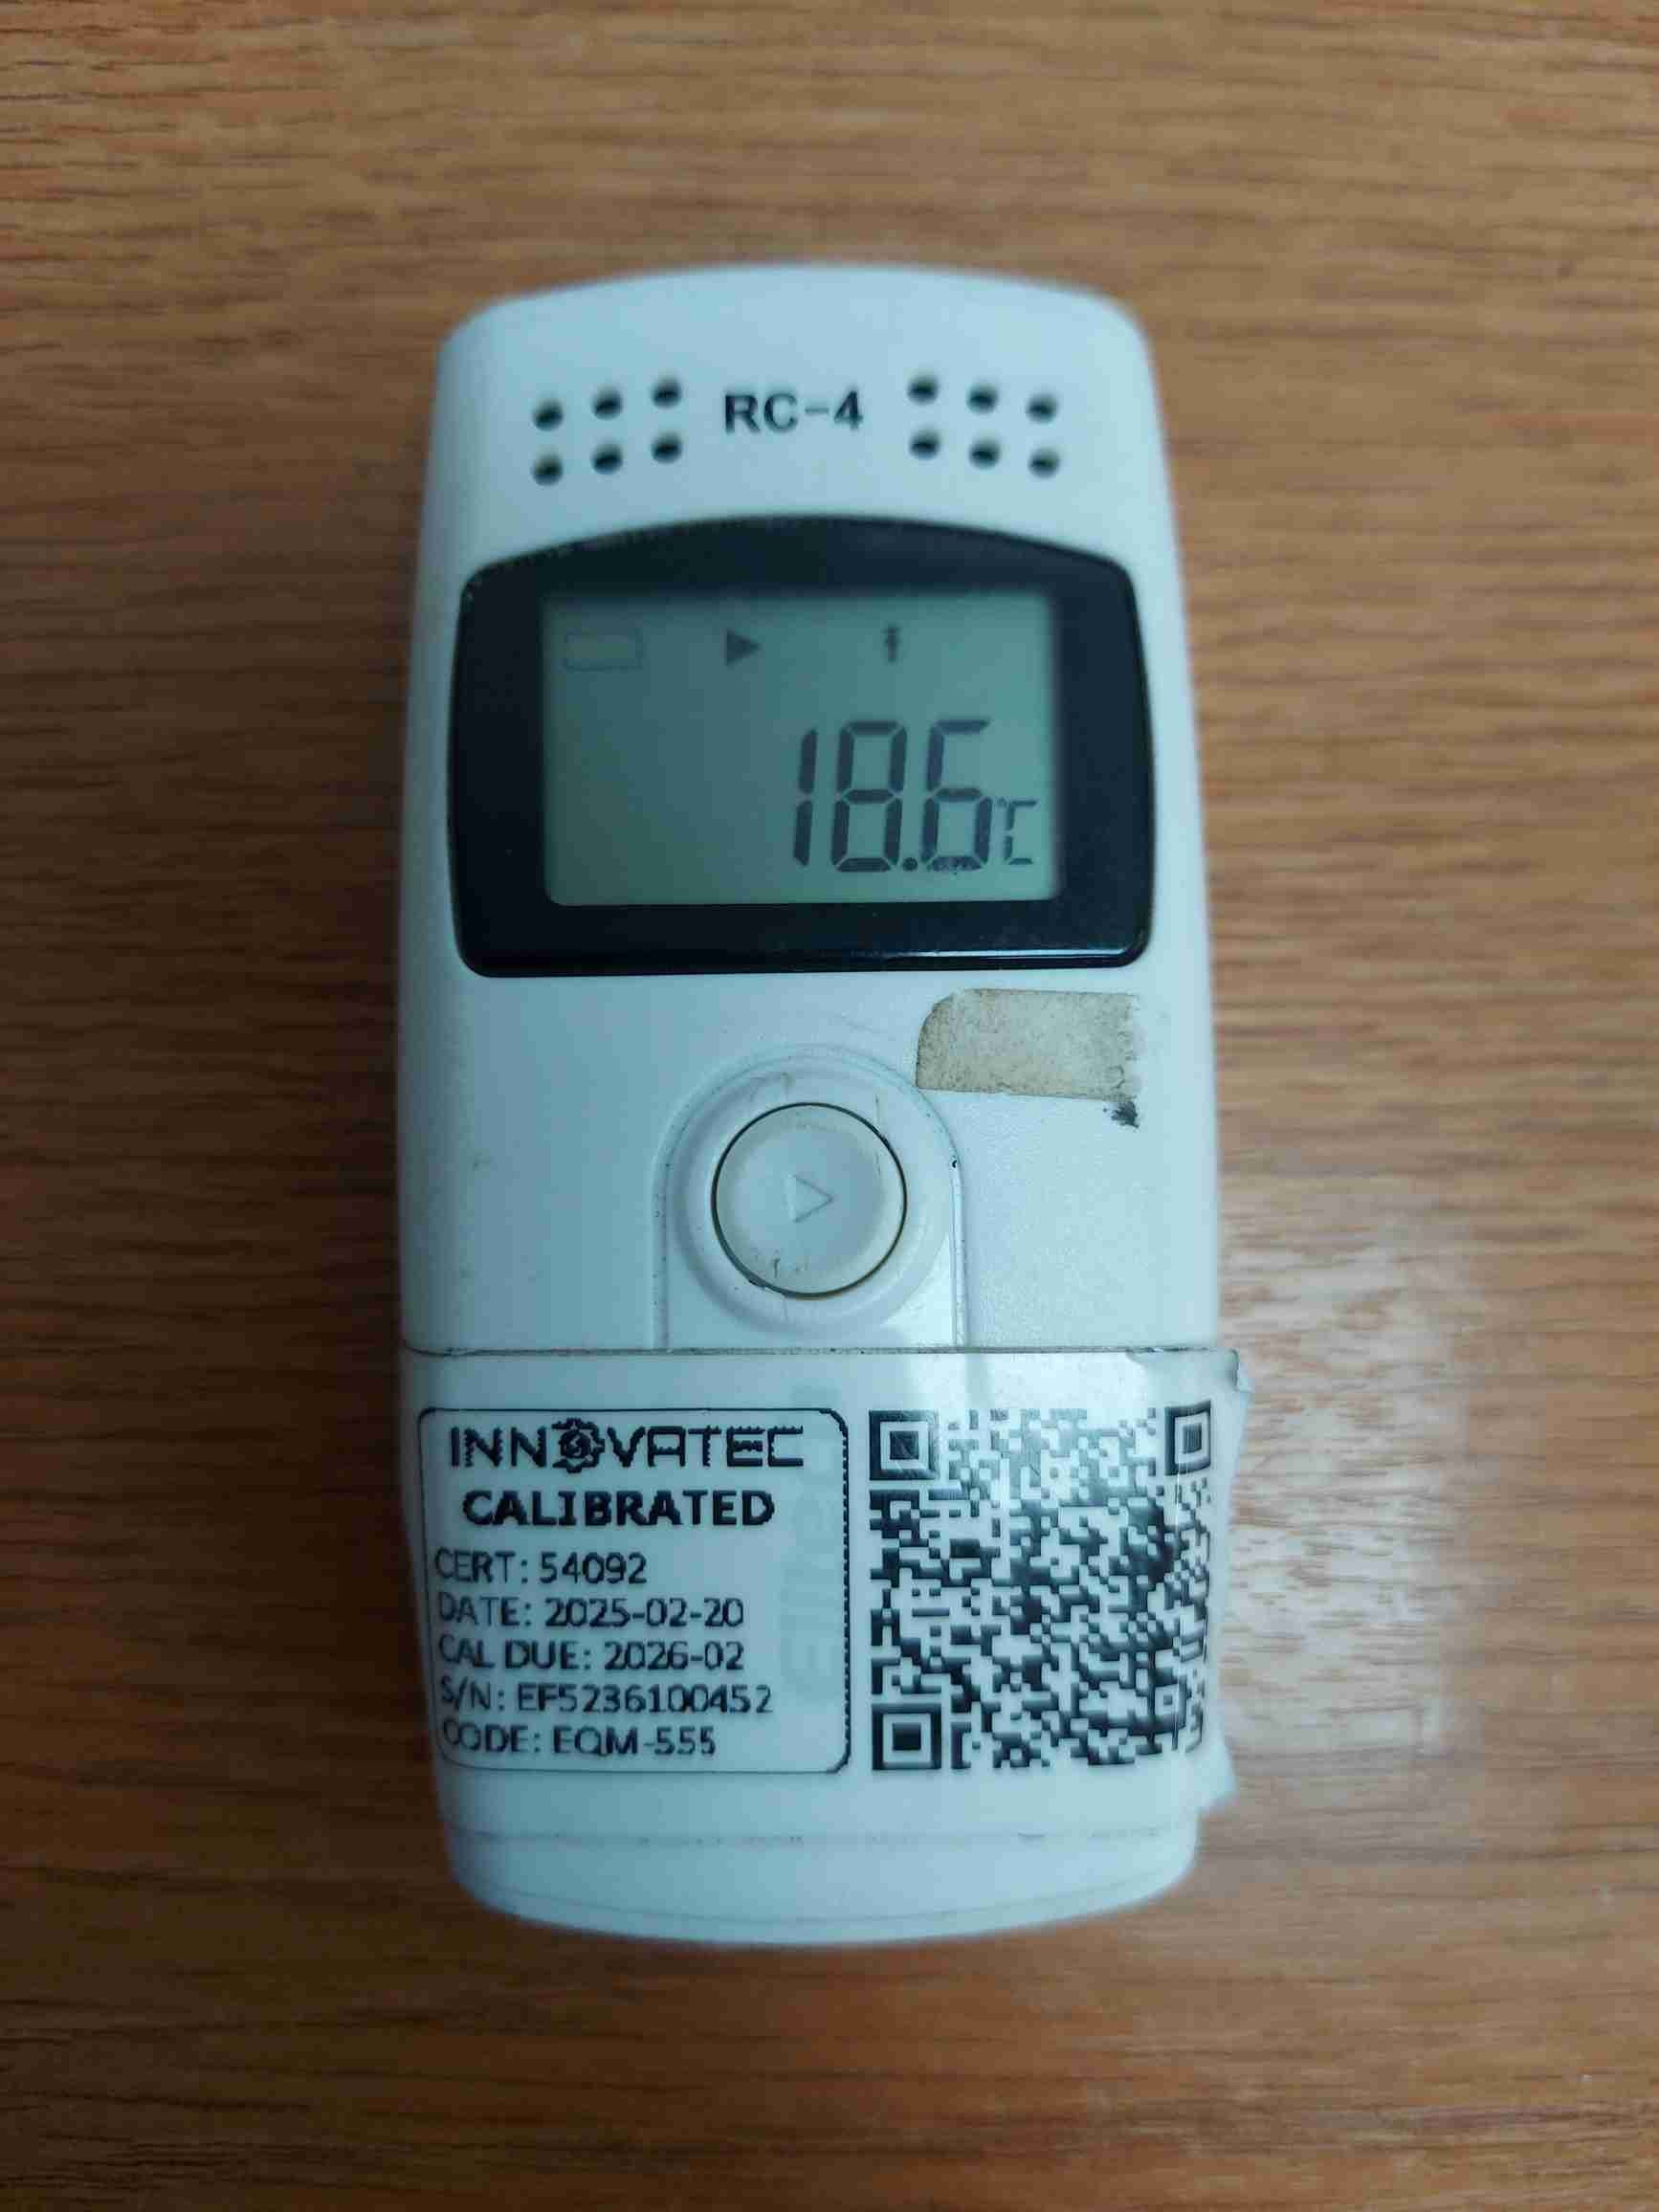 RC-4
18.6°C
INNOVATEC
CALIBRATED
CERT: 54092
DATE: 2025-02-20
CAL DUE: 2026-02
S/N: EF5236100452
CODE: EQM-555